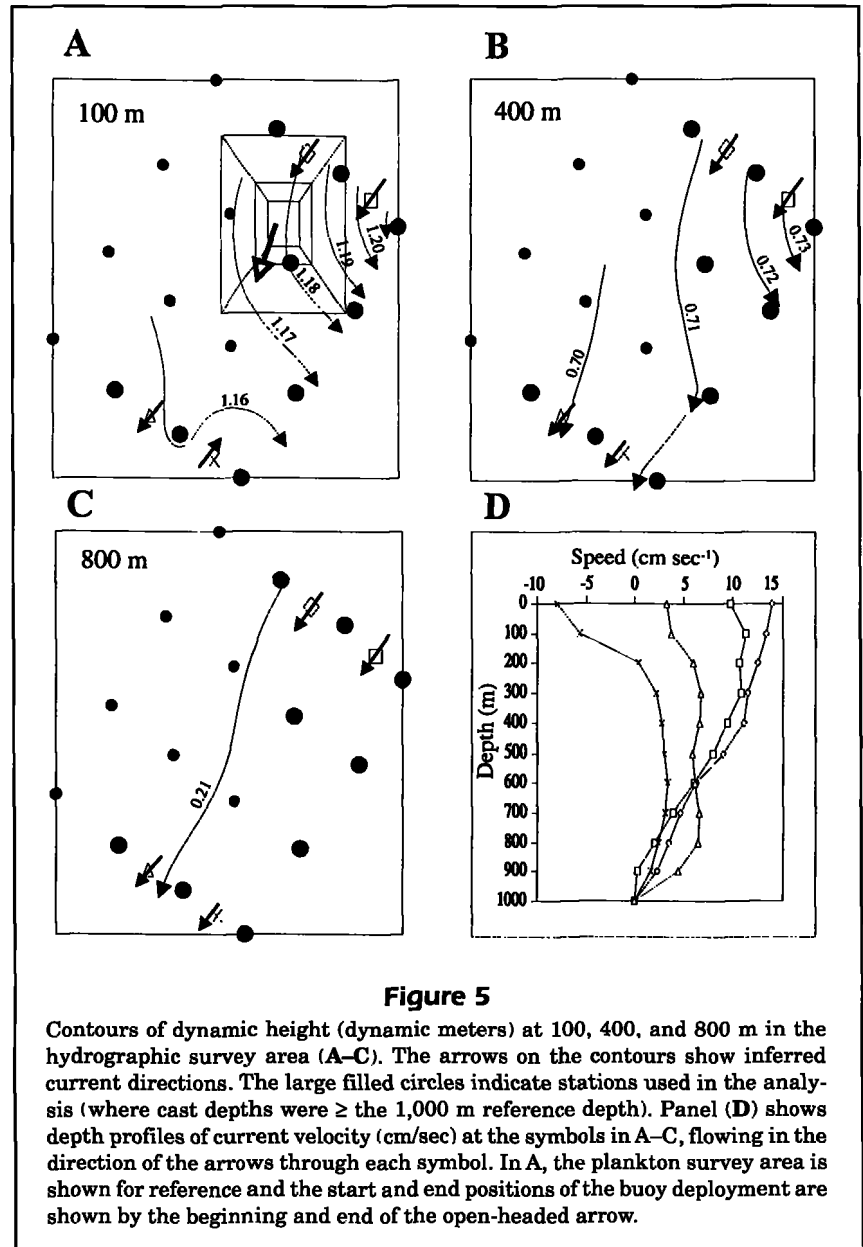 A
100 m
1.20
1.19
1.18
1.17
1.16
B
400 m
0.73
0.72
0.71
0.70
C
800 m
0.21
D
Speed (cm sec-1)
-10 -5 0 5 10 15
Depth (m)
0
100
200
300
400
500
600
700
800
900
1000
Figure 5
Contours of dynamic height (dynamic meters) at 100, 400, and 800 m in the
hydrographic survey area (A–C). The arrows on the contours show inferred
current directions. The large filled circles indicate stations used in the analy-
sis (where cast depths were ≥ the 1,000 m reference depth). Panel (D) shows
depth profiles of current velocity (cm/sec) at the symbols in A–C, flowing in the
direction of the arrows through each symbol. In A, the plankton survey area is
shown for reference and the start and end positions of the buoy deployment are
shown by the beginning and end of the open-headed arrow.